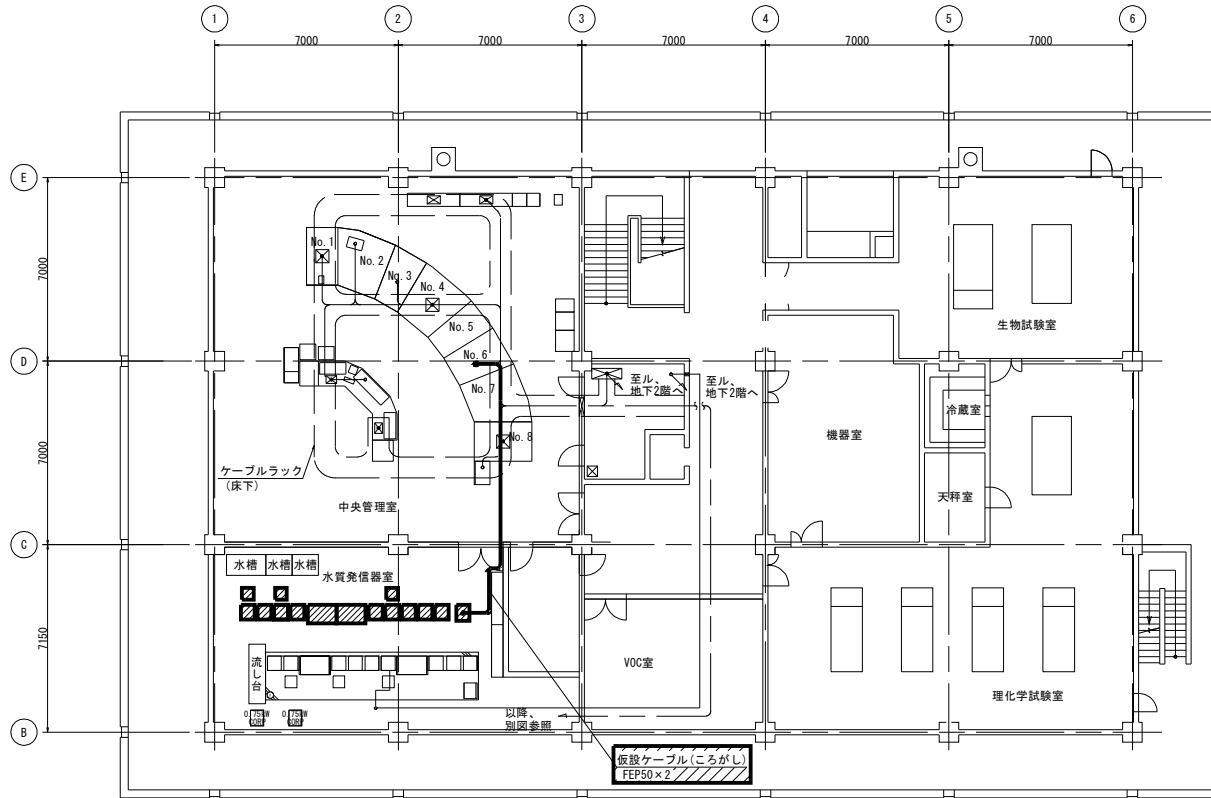 1
2
3
4
5
6
7000
7000
7000
7000
7000
E
D
C
B
7000
7000
7150
No. 1
No. 2
No. 3
No. 4
No. 5
No. 6
No. 7
No. 8
至ル、
地下2階へ
至ル、
地下2階へ
生物試験室
冷蔵室
機器室
天秤室
ケーブルラック
(床下)
中央管理室
水槽
水槽
水槽
水質発信器室
流し台
VOC室
理化学試験室
以降、
別図参照
仮設ケーブル(ころがし)
FEP50×2